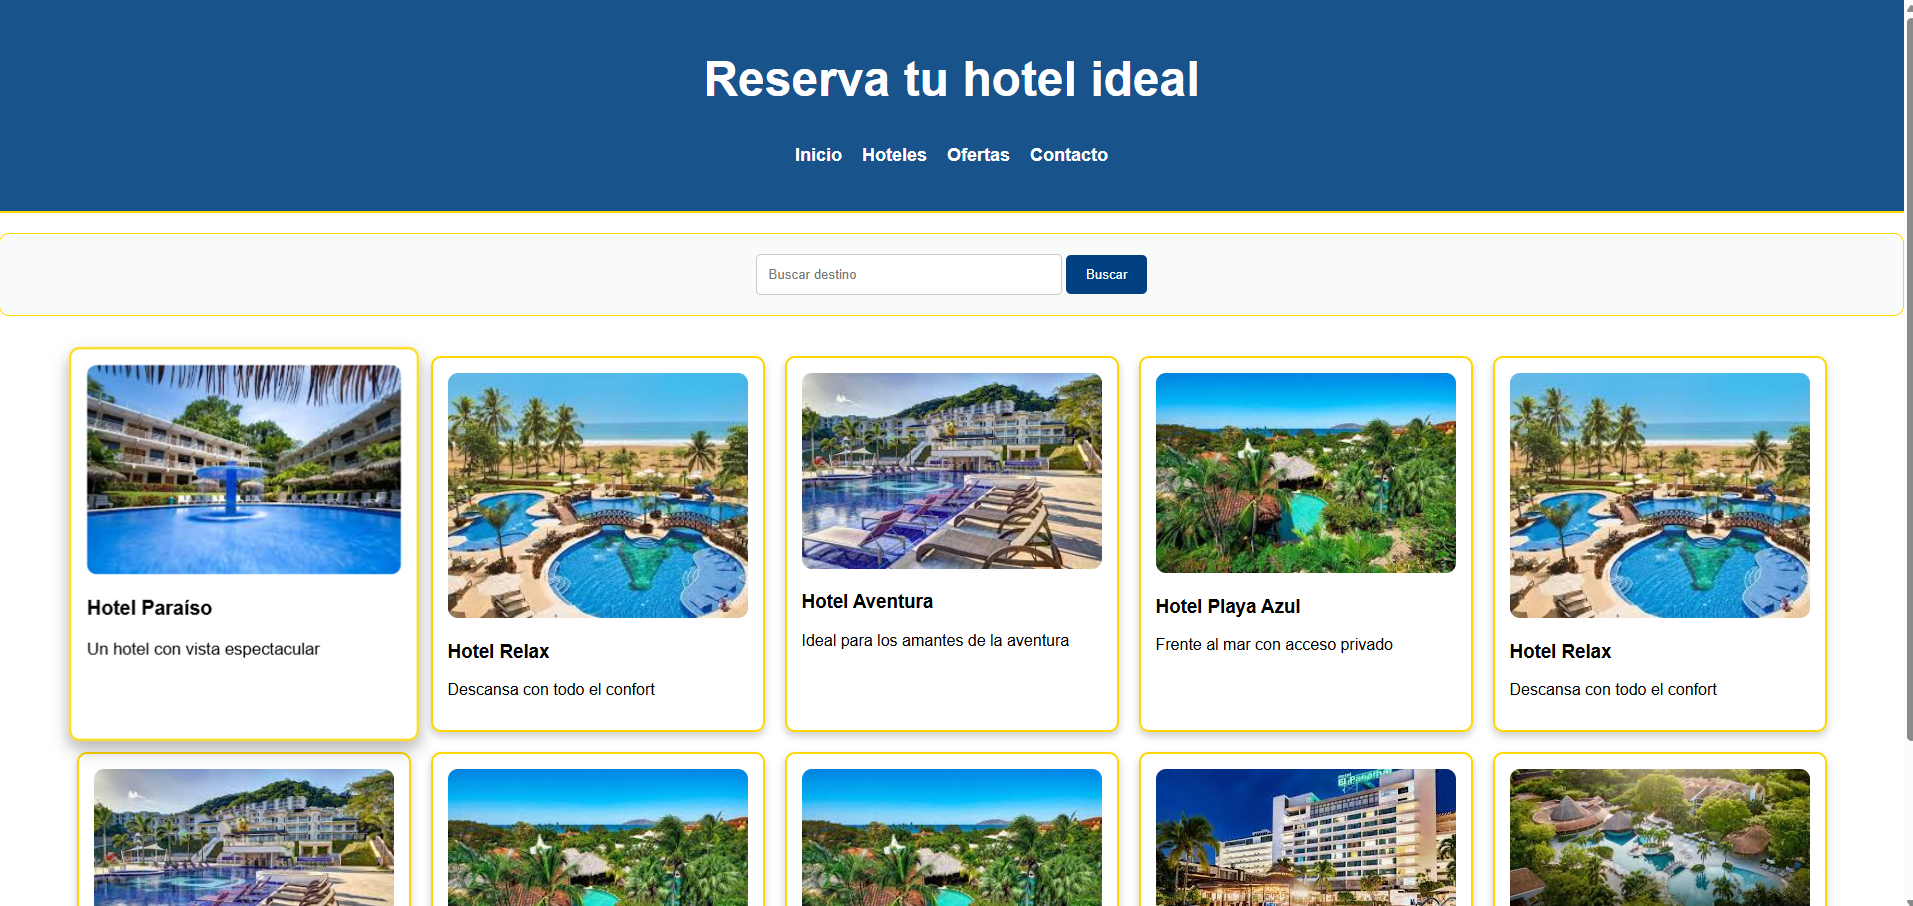 Reserva tu hotel ideal
Inicio Hoteles Ofertas Contacto
Buscar destino Buscar
Hotel Paraíso
Un hotel con vista espectacular
Hotel Relax
Descansa con todo el confort
Hotel Aventura
Ideal para los amantes de la aventura
Hotel Playa Azul
Frente al mar con acceso privado
Hotel Relax
Descansa con todo el confort
El Panamá